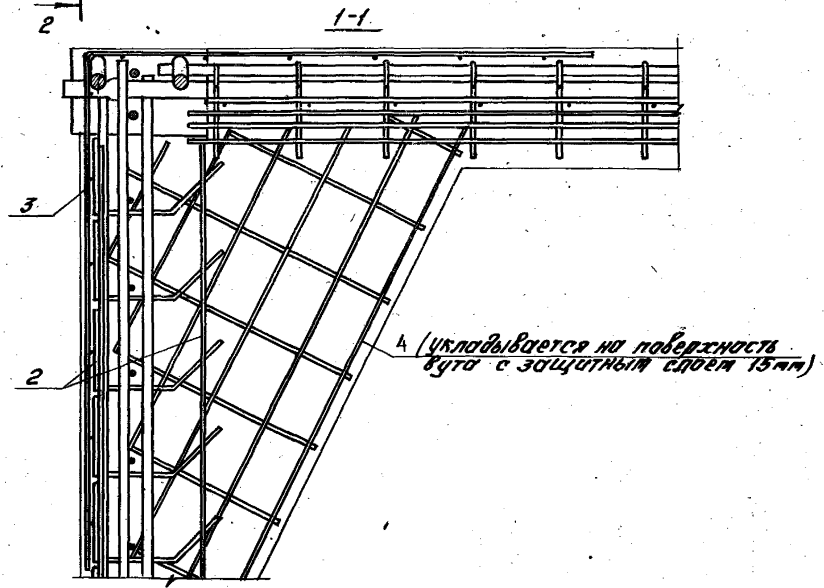 2
1-1
3
2
4 (укладывается на поверхность
вута с защитным слоем 15мм)